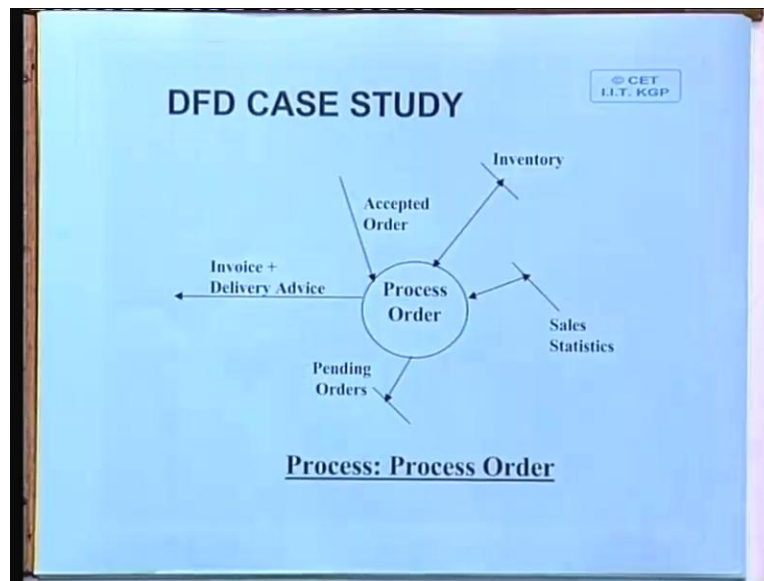 DFD CASE STUDY
© CET
I.I.T. KGP
Inventory
Accepted
Order
Invoice +
Delivery Advice
Process
Order
Sales
Statistics
Pending
Orders
Process: Process Order